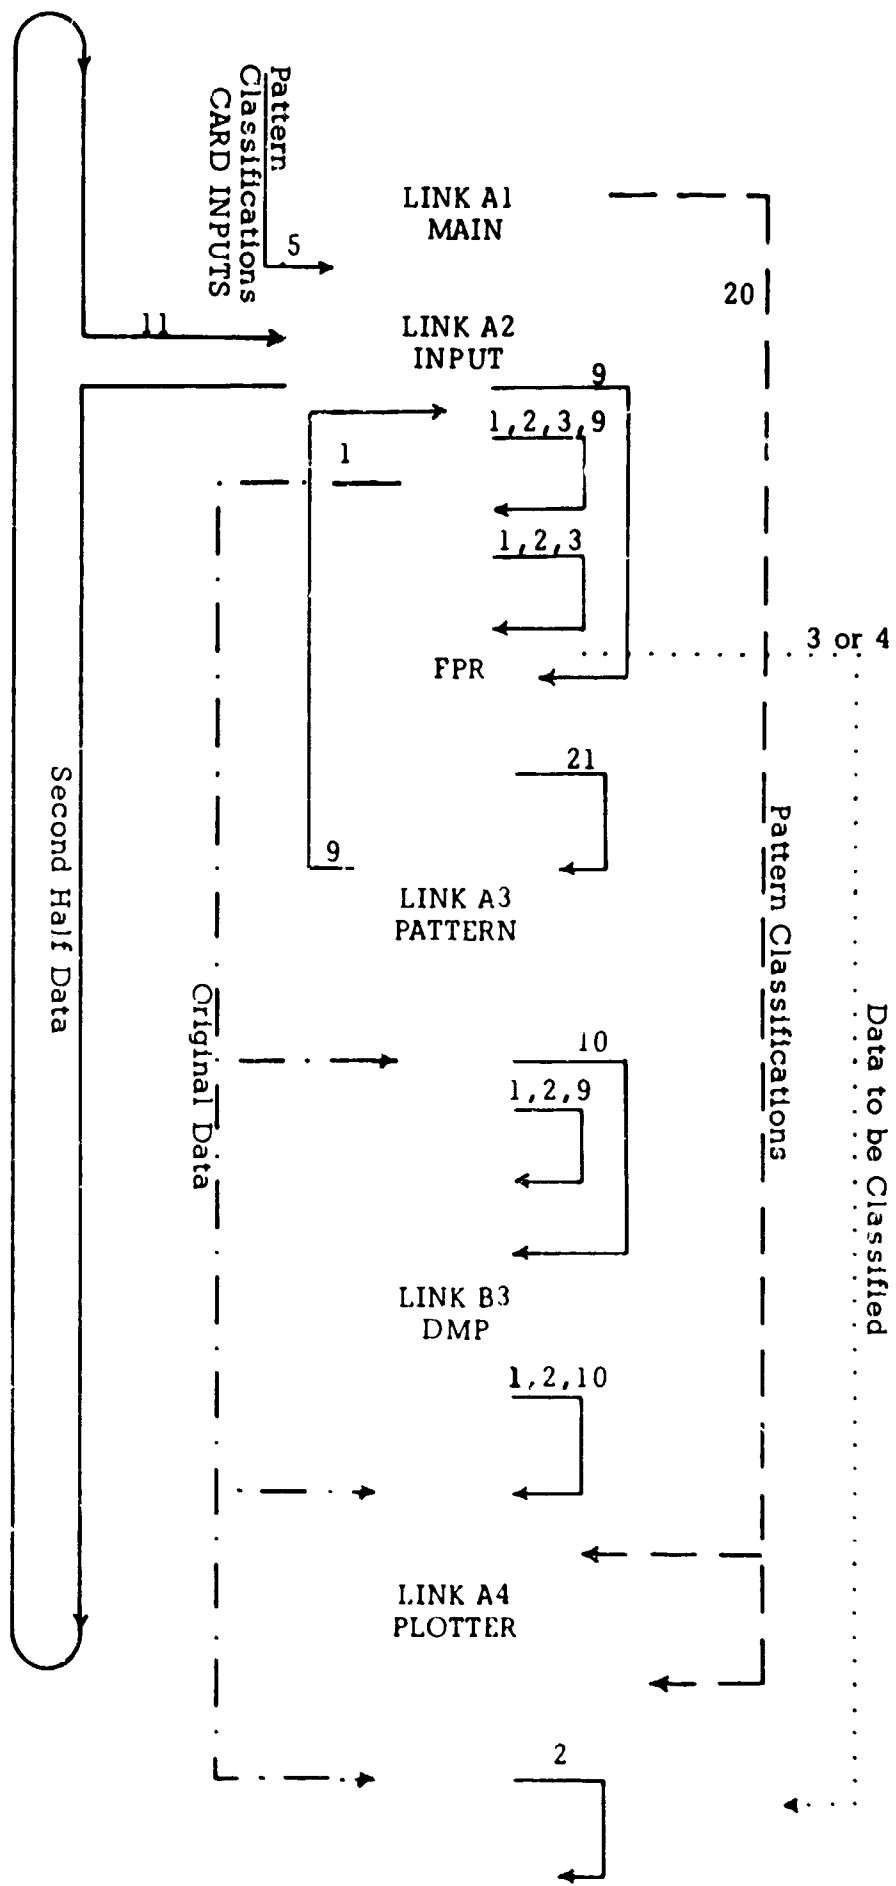 Pattern
Classifications
CARD INPUTS
5
LINK A1
MAIN
20
11
LINK A2
INPUT
9
1,2,3,9
1
1,2,3
3 or 4
FPR
21
9
LINK A3
PATTERN
Second Half Data
Original Data
Pattern Classifications
Data to be Classified
10
1,2,9
LINK B3
DMP
1,2,10
LINK A4
PLOTTER
2